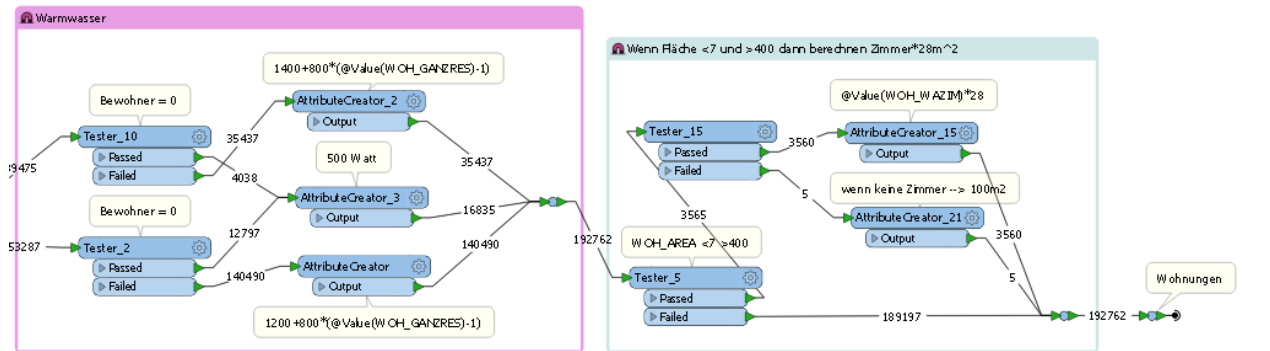 Warmwasser
1400+800*(@Value(WOH_GANZRES)-1)
Bewohner = 0
AttributeCreator_2
Output
Tester_10
Passed
Failed
39475
35437
4038
500 Watt
AttributeCreator_3
Output
35437
16835
140490
Bewohner = 0
53287
Tester_2
Passed
Failed
12797
140490
AttributeCreator
Output
1200+800*(@Value(WOH_GANZRES)-1)
192762
Wenn Fläche <7 und >400 dann berechnen Zimmer*28m^2
@Value(WOH_WAZIM)*28
Tester_15
Passed
Failed
3560
AttributeCreator_15
Output
wenn keine Zimmer --> 100m2
5
AttributeCreator_21
Output
3565
3560
5
WOH_AREA <7 >400
Tester_5
Passed
Failed
189197
192762
Wohnungen